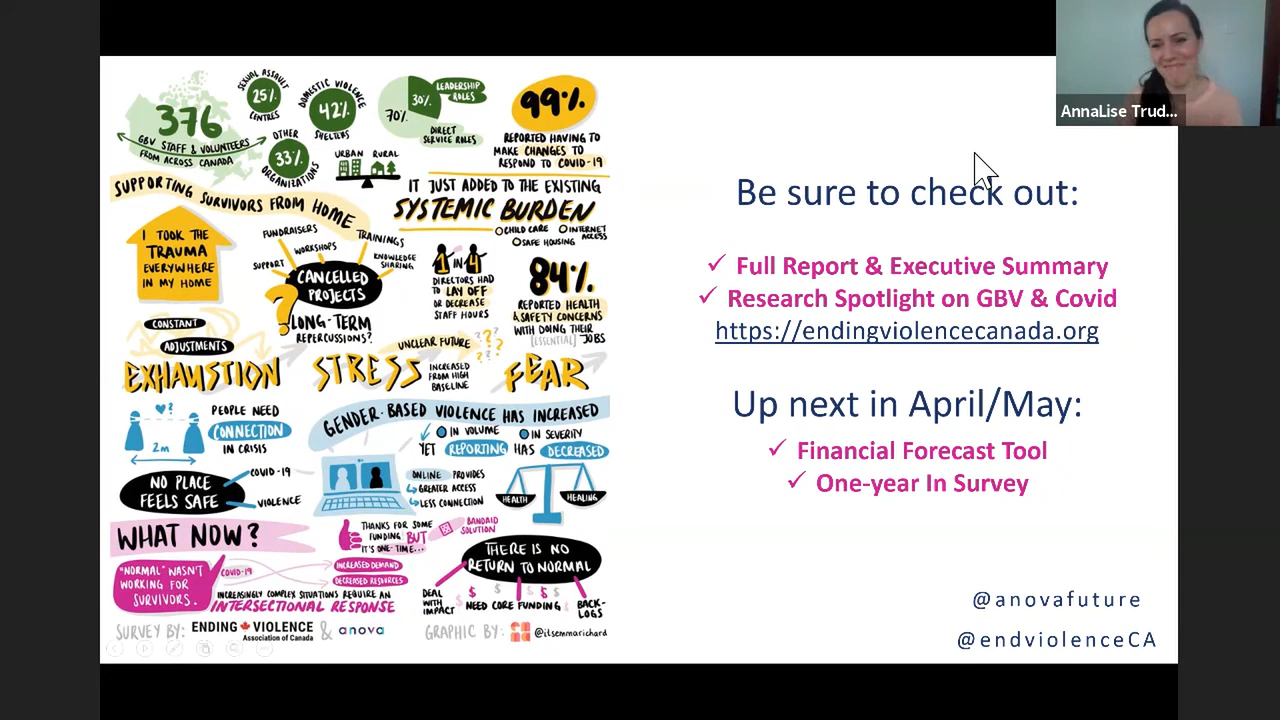 AnnaLise Trud...
376
GBV STAFF & VOLUNTEERS
FROM ACROSS CANADA
SEXUAL ASSAULT
25%
CENTRES
DOMESTIC VIOLENCE
42%
SHELTERS
OTHER
33%
ORGANIZATIONS
30%
LEADERSHIP
ROLES
70%
DIRECT
SERVICE ROLES
URBAN RURAL
99%
REPORTED HAVING TO
MAKE CHANGES TO
RESPOND TO COVID-19
SUPPORTING SURVIVORS FROM HOME
I TOOK THE
TRAUMA
EVERYWHERE
IN MY HOME
CONSTANT
ADJUSTMENTS
SUPPORT
FUNDRAISERS
WORKSHOPS
TRAININGS
KNOWLEDGE
SHARING
CANCELLED
PROJECTS
?
LONG-TERM
REPERCUSSIONS?
IT JUST ADDED TO THE EXISTING
SYSTEMIC BURDEN
CHILD CARE
INTERNET
ACCESS
SAFE HOUSING
1 IN 4
DIRECTORS HAD
TO LAY OFF
OR DECREASE
STAFF HOURS
84%
REPORTED HEALTH
& SAFETY CONCERNS
WITH DOING THEIR
[ESSENTIAL] JOBS
UNCLEAR FUTURE
???
EXHAUSTION
STRESS
INCREASED
FROM HIGH
BASELINE
FEAR
?
2m
PEOPLE NEED
CONNECTION
IN CRISIS
NO PLACE
FEELS SAFE
COVID-19
VIOLENCE
GENDER-BASED VIOLENCE HAS INCREASED
IN VOLUME
IN SEVERITY
YET REPORTING HAS DECREASED
ONLINE PROVIDES
GREATER ACCESS
LESS CONNECTION
HEALTH
HEALING
WHAT NOW?
"NORMAL" WASN'T
WORKING FOR
SURVIVORS.
COVID-19
INCREASED DEMAND
DECREASED RESOURCES
INCREASINGLY COMPLEX SITUATIONS REQUIRE AN
INTERSECTIONAL RESPONSE
THANKS FOR SOME
FUNDING BUT
IT'S ONE-TIME...
BANDAID
SOLUTION
THERE IS NO
RETURN TO NORMAL
DEAL
WITH
IMPACT
NEED CORE FUNDING
BACK-
LOGS
SURVEY BY:
ENDING VIOLENCE
Association of Canada
&
anova
GRAPHIC BY:
@itsemmarichard
Be sure to check out:
✓ Full Report & Executive Summary
✓ Research Spotlight on GBV & Covid
https://endingviolencecanada.org
Up next in April/May:
✓ Financial Forecast Tool
✓ One-year In Survey
@anovafuture
@endviolenceCA